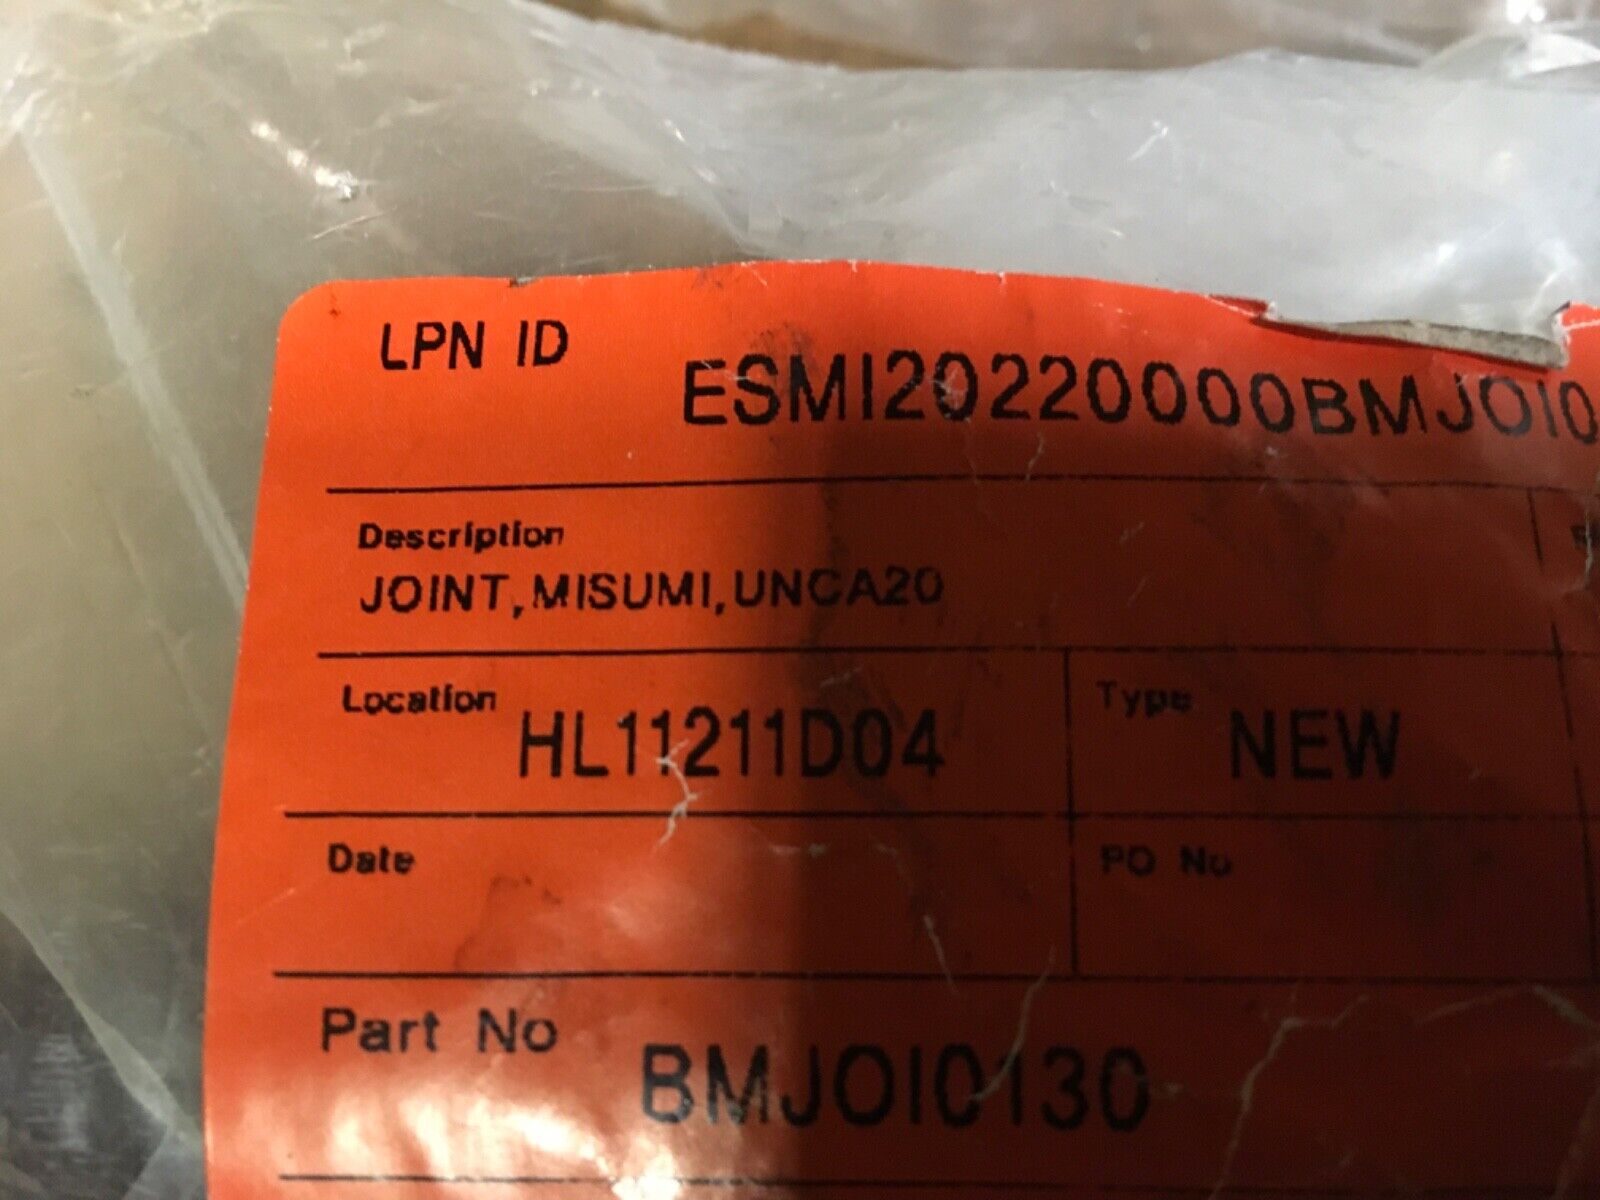 LPN ID
ESMI20220000BMJOI0
Description
JOINT,MISUMI,UNCA20
Location
HL11211D04
Type
NEW
Date
PO No
Part No
BMJOI0130